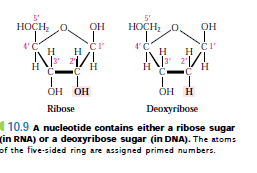 5' 5'
HOCH₂ O OH HOCH₂ O OH
4' C H H C 1' 4' C H H C 1'
H 3' 2' H H 3' 2' H
C C C C
OH OH OH H
Ribose Deoxyribose
10.9 A nucleotide contains either a ribose sugar
(in RNA) or a deoxyribose sugar (in DNA). The atoms
of the five-sided ring are assigned primed numbers.